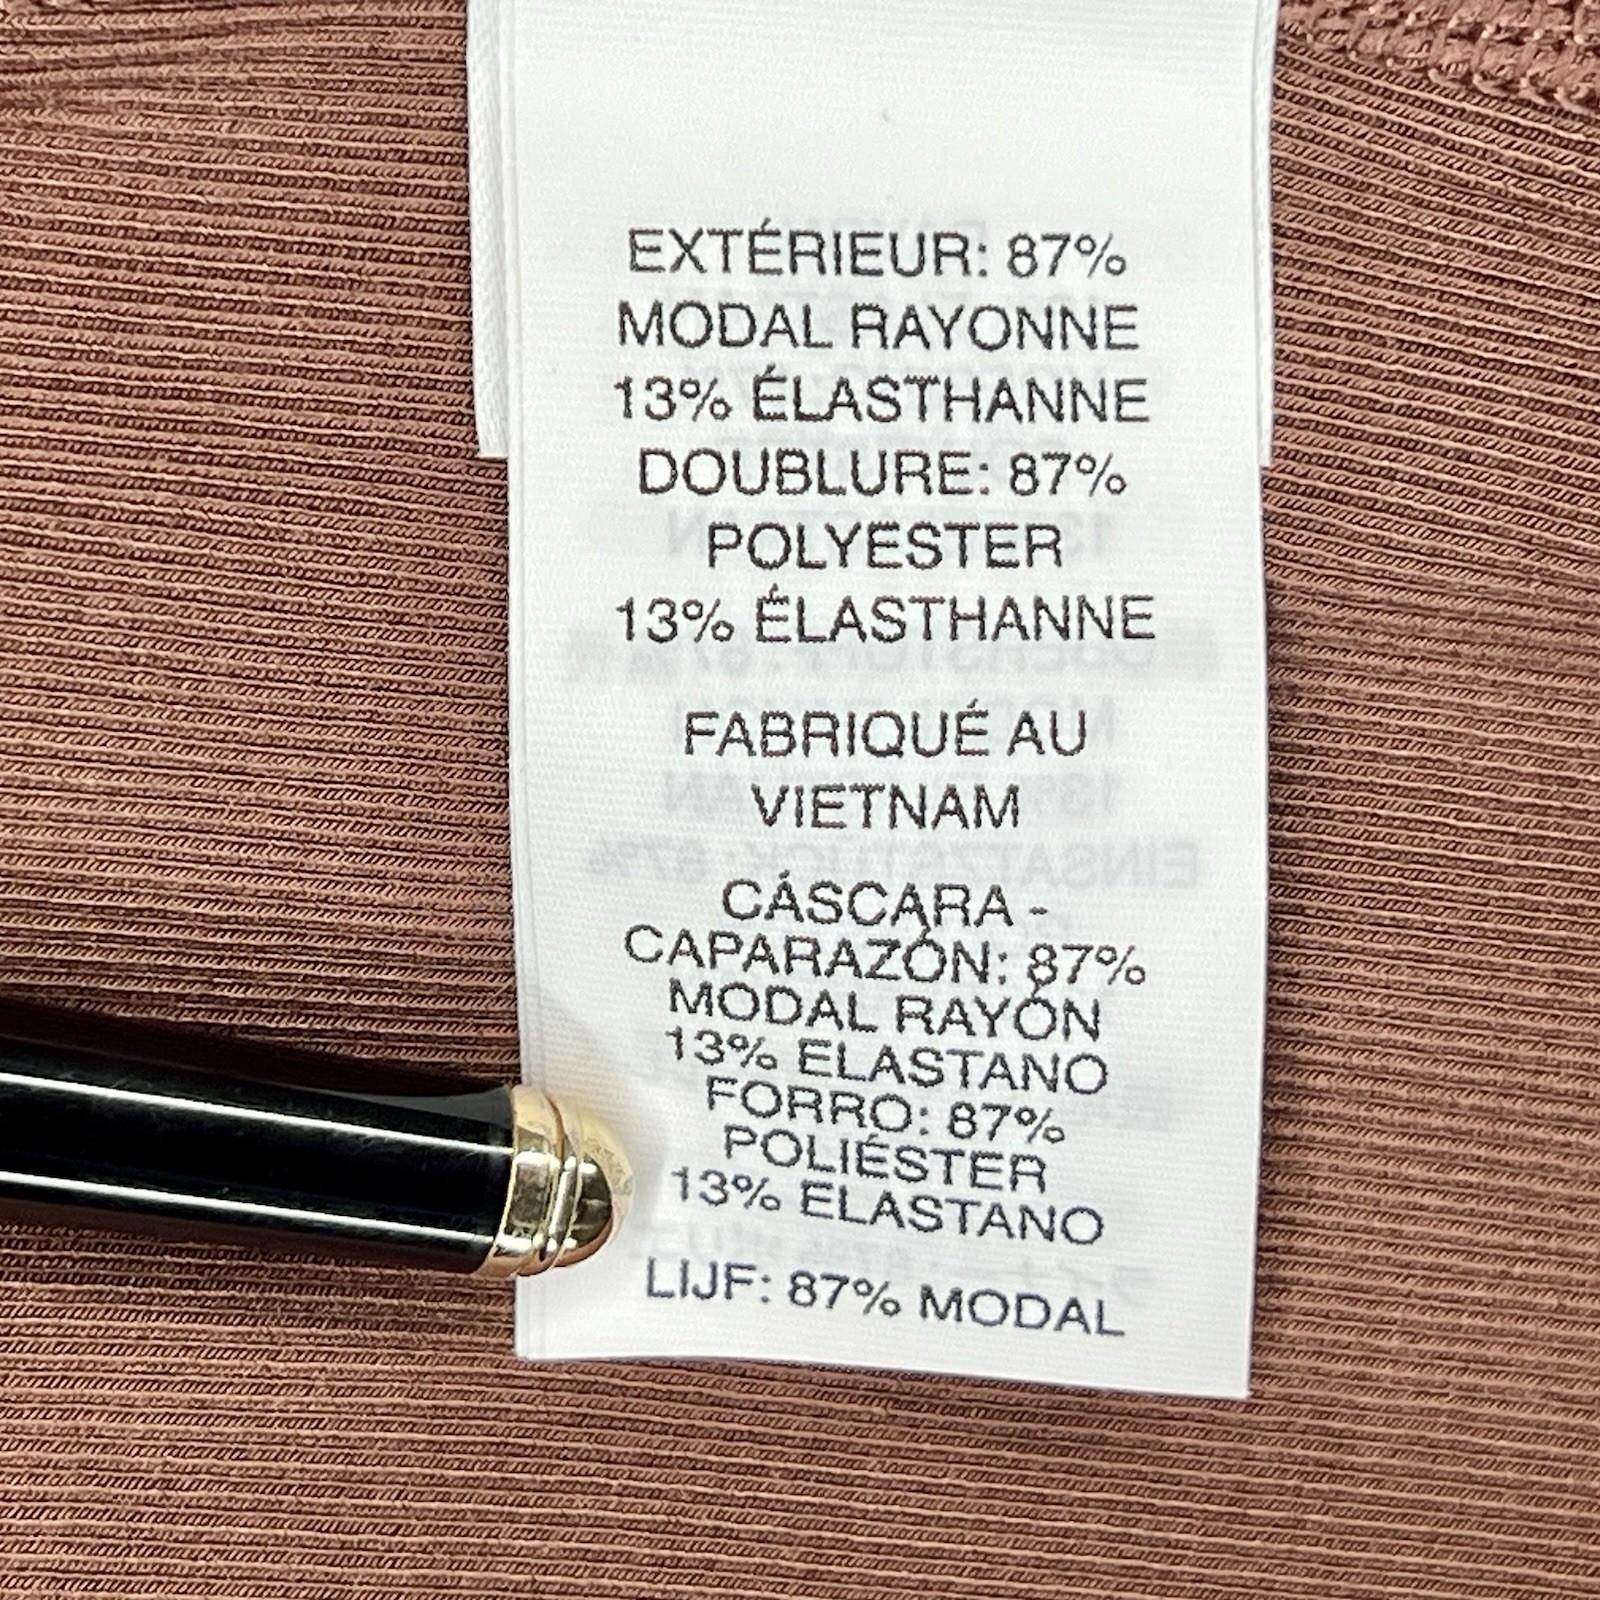 EXTÉRIEUR: 87%
MODAL RAYONNE
13% ÉLASTHANNE
DOUBLURE: 87%
POLYESTER
13% ÉLASTHANNE
FABRIQUÉ AU
VIETNAM
CÁSCARA -
CAPARAZÓN: 87%
MODAL RAYÓN
13% ELASTANO
FORRO: 87%
POLIÉSTER
13% ELASTANO
LIJF: 87% MODAL